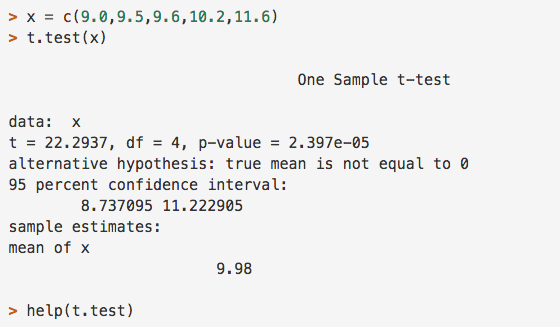 > x = c(9.0,9.5,9.6,10.2,11.6)
> t.test(x)
One Sample t-test
data:  x
t = 22.2937, df = 4, p-value = 2.397e-05
alternative hypothesis: true mean is not equal to 0
95 percent confidence interval:
8.737095 11.222905
sample estimates:
mean of x
9.98
> help(t.test)